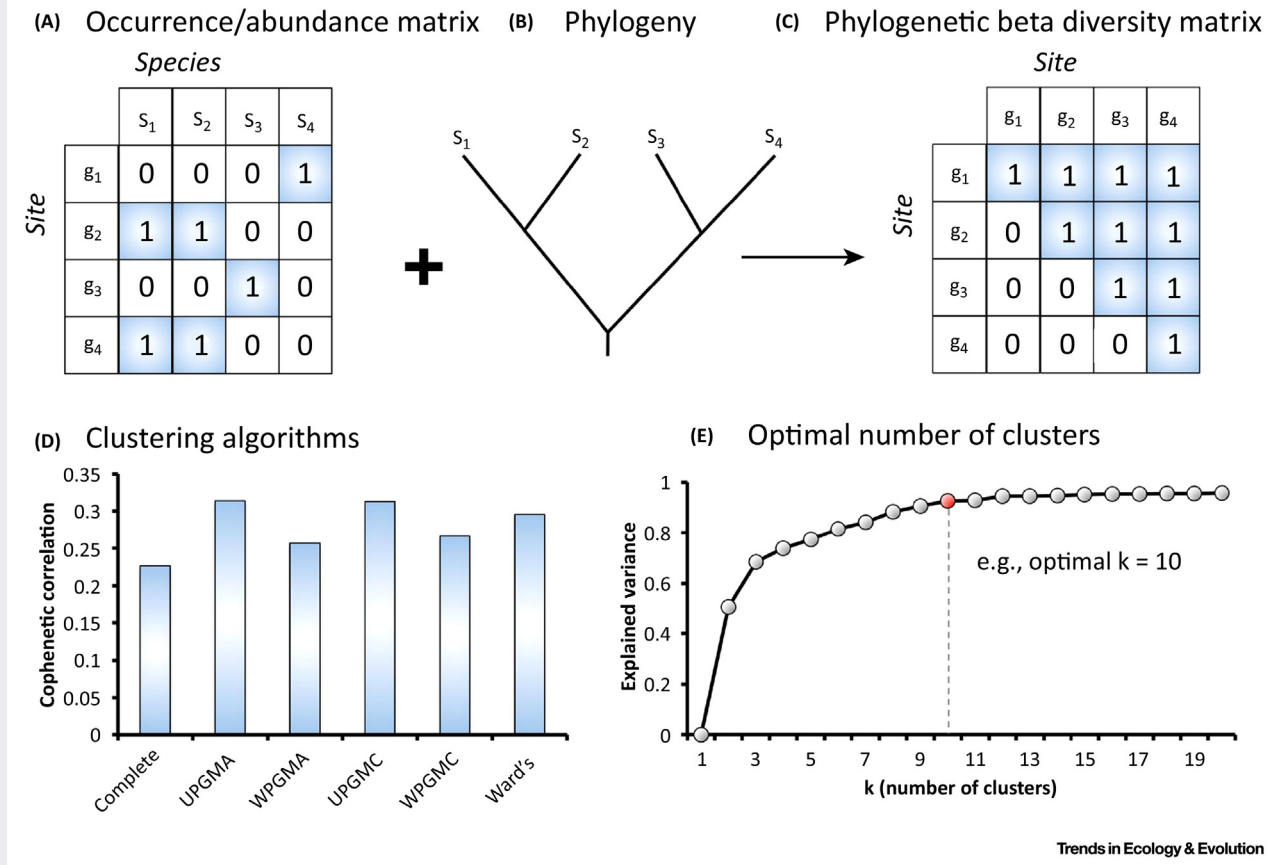 (A) Occurrence/abundance matrix
Species
Site
S1 S2 S3 S4
g1 0 0 0 1
g2 1 1 0 0
g3 0 0 1 0
g4 1 1 0 0
+
(B) Phylogeny
S1 S2 S3 S4
(C) Phylogenetic beta diversity matrix
Site
Site
g1 g2 g3 g4
g1 1 1 1 1
g2 0 1 1 1
g3 0 0 1 1
g4 0 0 0 1
(D) Clustering algorithms
Cophenetic correlation
0.35
0.3
0.25
0.2
0.15
0.1
0.05
0
Complete UPGMA WPGMA UPGMC WPGMC Ward's
(E) Optimal number of clusters
Explained variance
1
0.8
0.6
0.4
0.2
0
e.g., optimal k = 10
1 3 5 7 9 11 13 15 17 19
k (number of clusters)
Trends in Ecology & Evolution